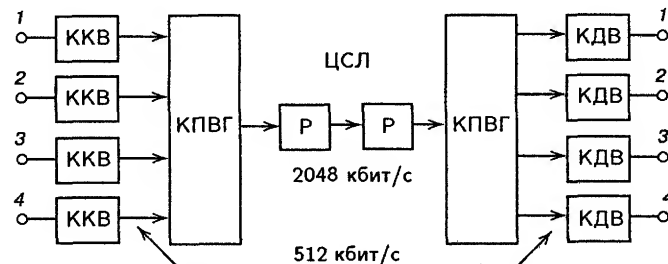 1 ККВ КДВ 1
ЦСЛ
2 ККВ КДВ 2
КПВГ Р Р КПВГ
3 ККВ КДВ 3
2048 кбит/с
4 ККВ КДВ 4
512 кбит/с